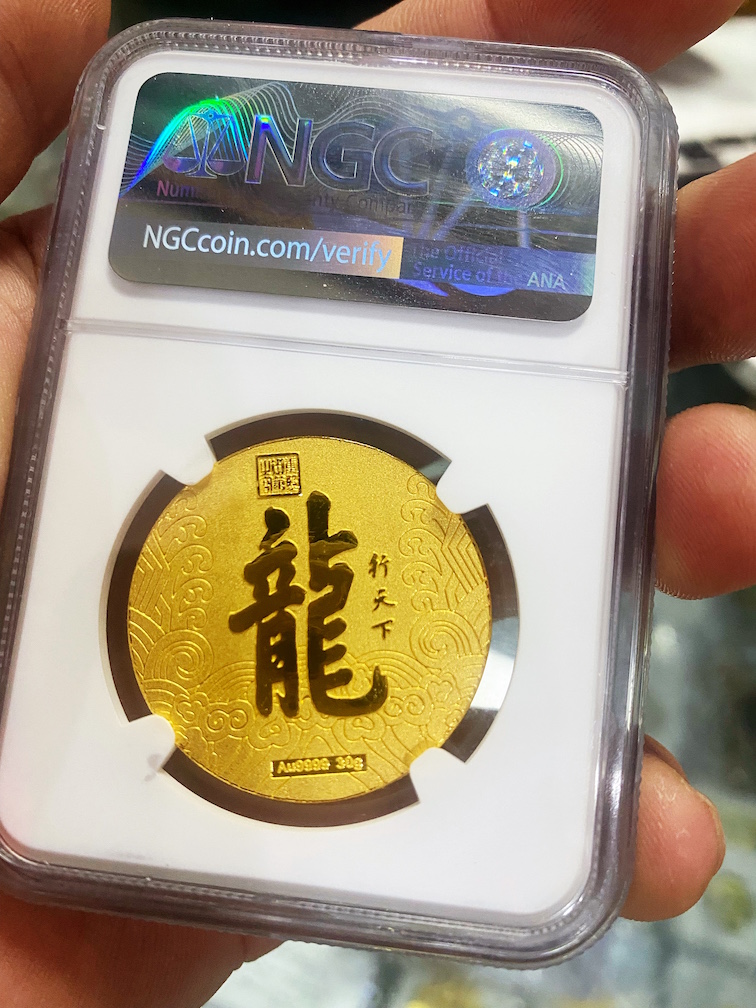 NGC
NGCcoin.com/verify
The Official
Service of the ANA
龍
行天下
Au9999 30g